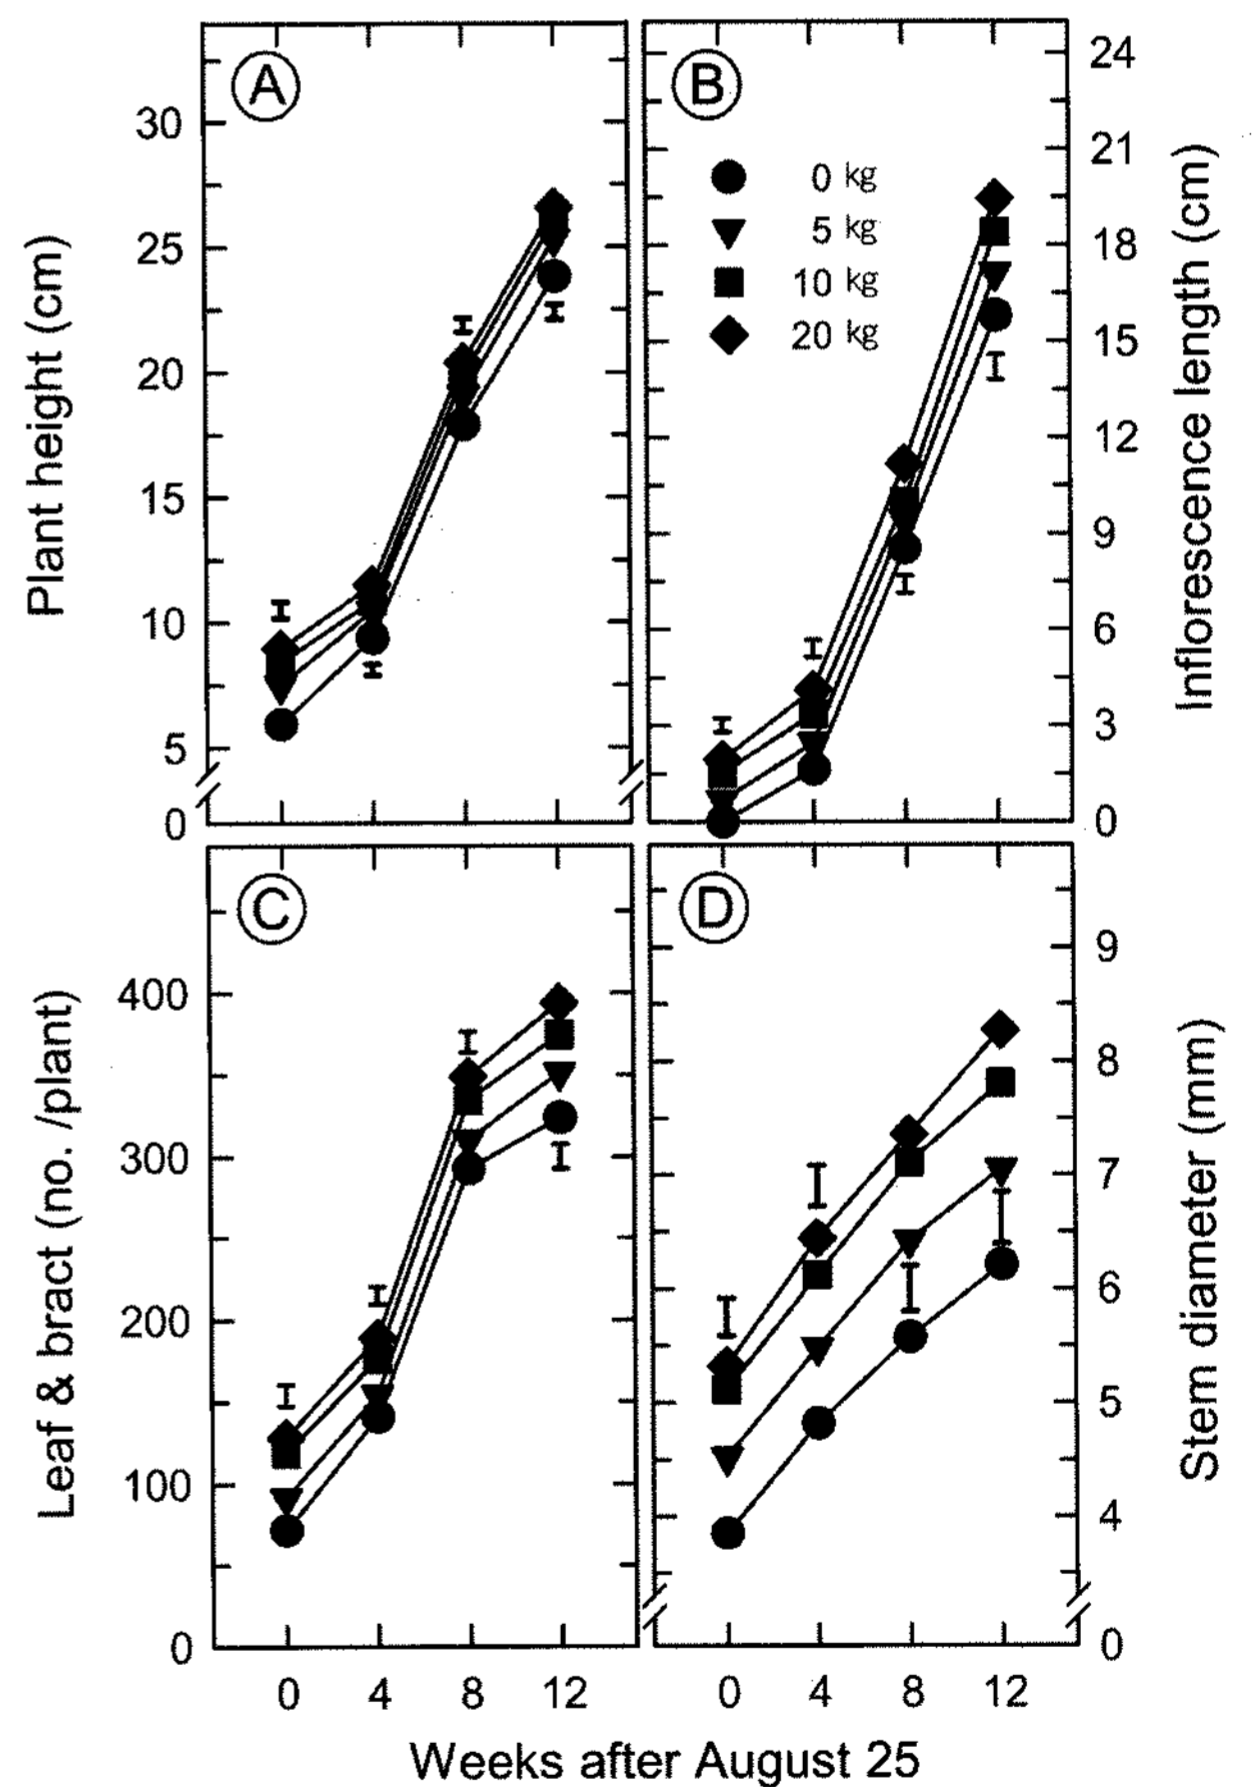 A
B
30
25
20
15
10
5
0
Plant height (cm)
0 kg
5 kg
10 kg
20 kg
24
21
18
15
12
9
6
3
0
Inflorescence length (cm)
C
D
400
300
200
100
0
Leaf & bract (no. /plant)
9
8
7
6
5
4
0
Stem diameter (mm)
0 4 8 12
0 4 8 12
Weeks after August 25